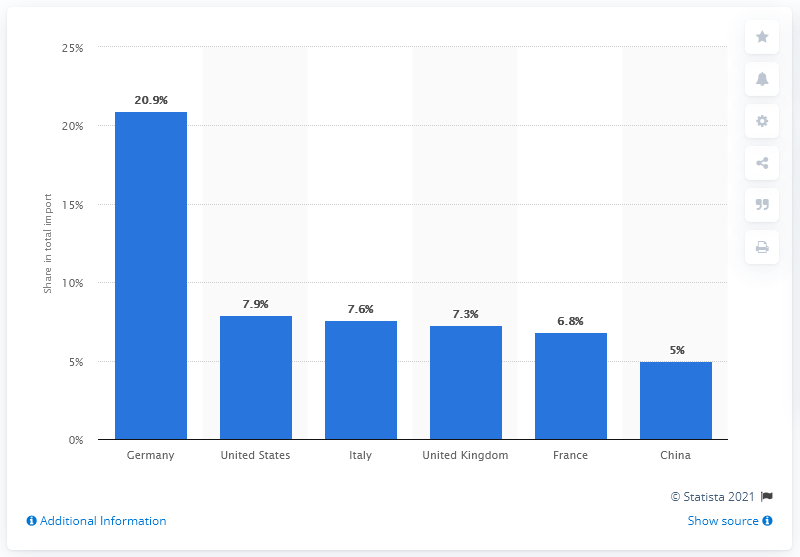 25%
20%
15%
10%
5%
0%
Share in total import
20.9%
7.9%
7.6%
7.3%
6.8%
5%
Germany
United States
Italy
United Kingdom
France
China
© Statista 2021
Additional Information
Show source